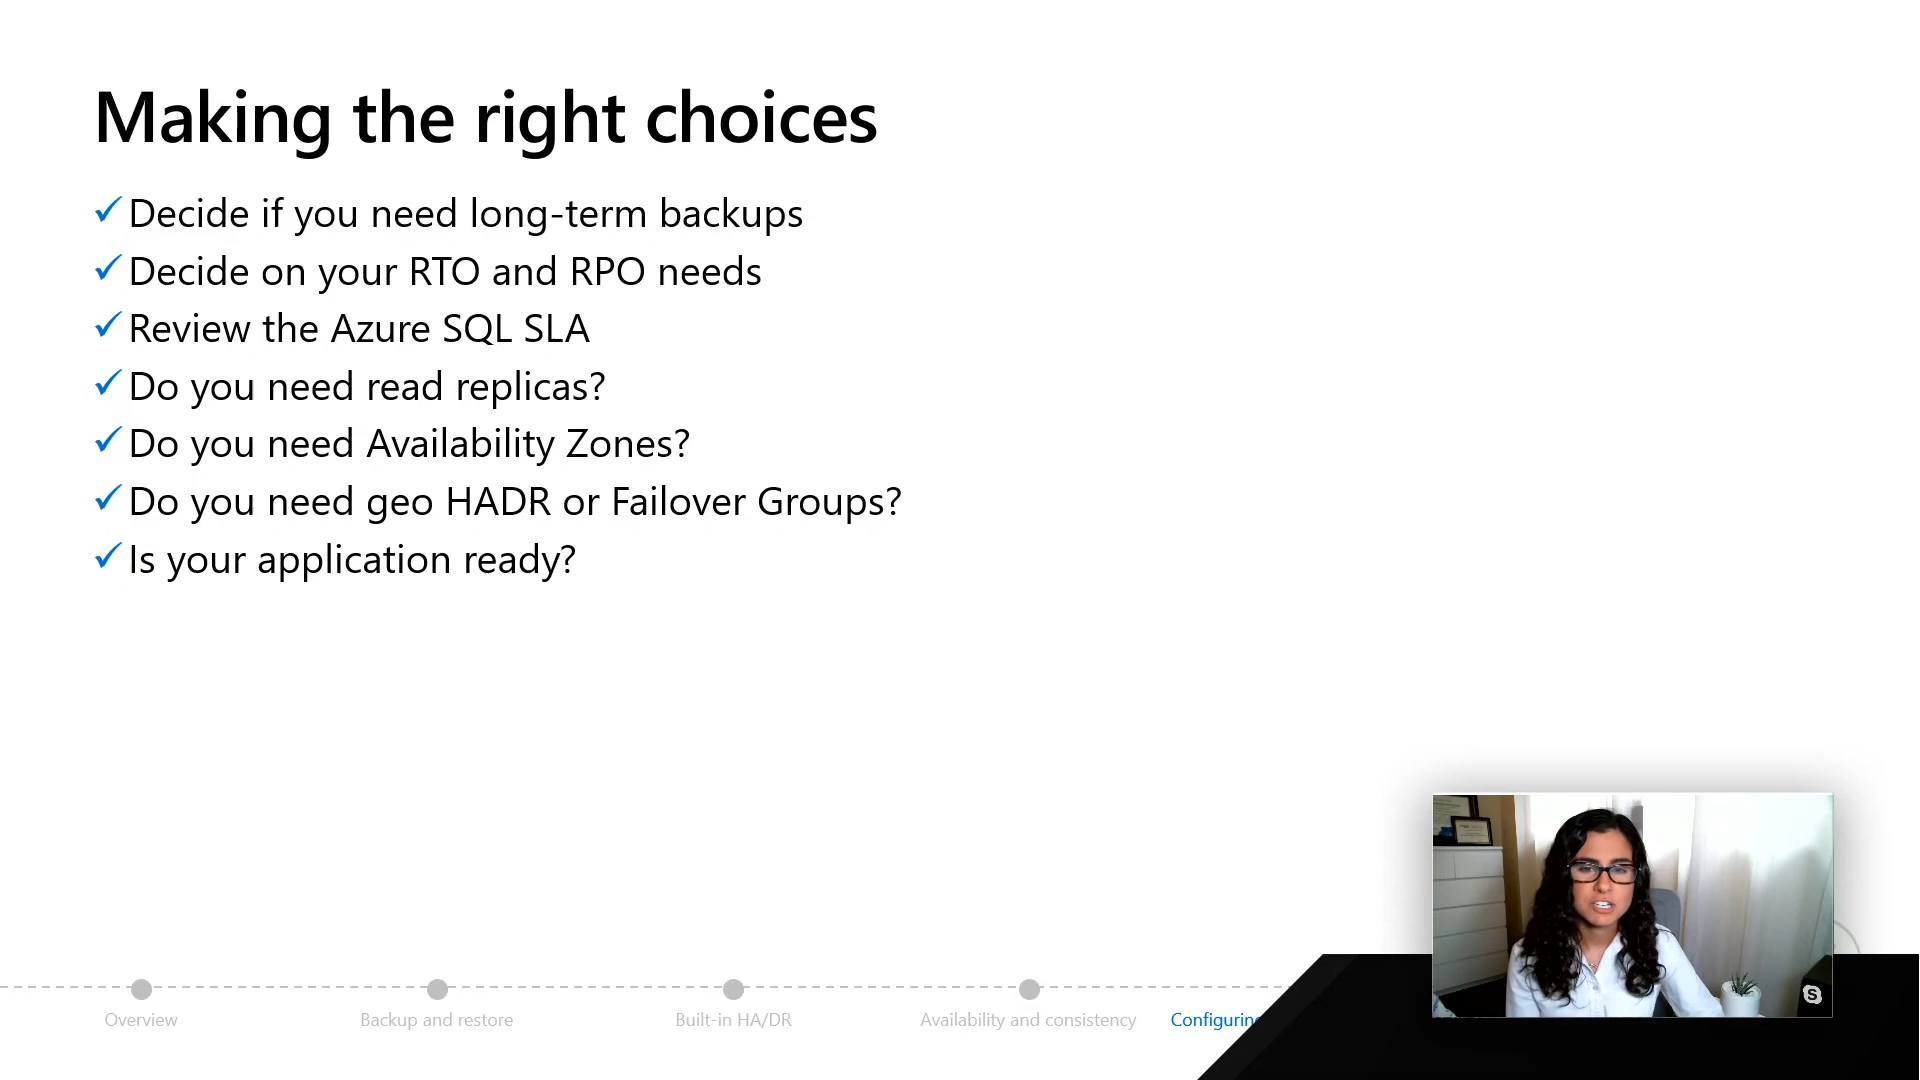 Making the right choices
✓ Decide if you need long-term backups
✓ Decide on your RTO and RPO needs
✓ Review the Azure SQL SLA
✓ Do you need read replicas?
✓ Do you need Availability Zones?
✓ Do you need geo HADR or Failover Groups?
✓ Is your application ready?
Overview
Backup and restore
Built-in HA/DR
Availability and consistency